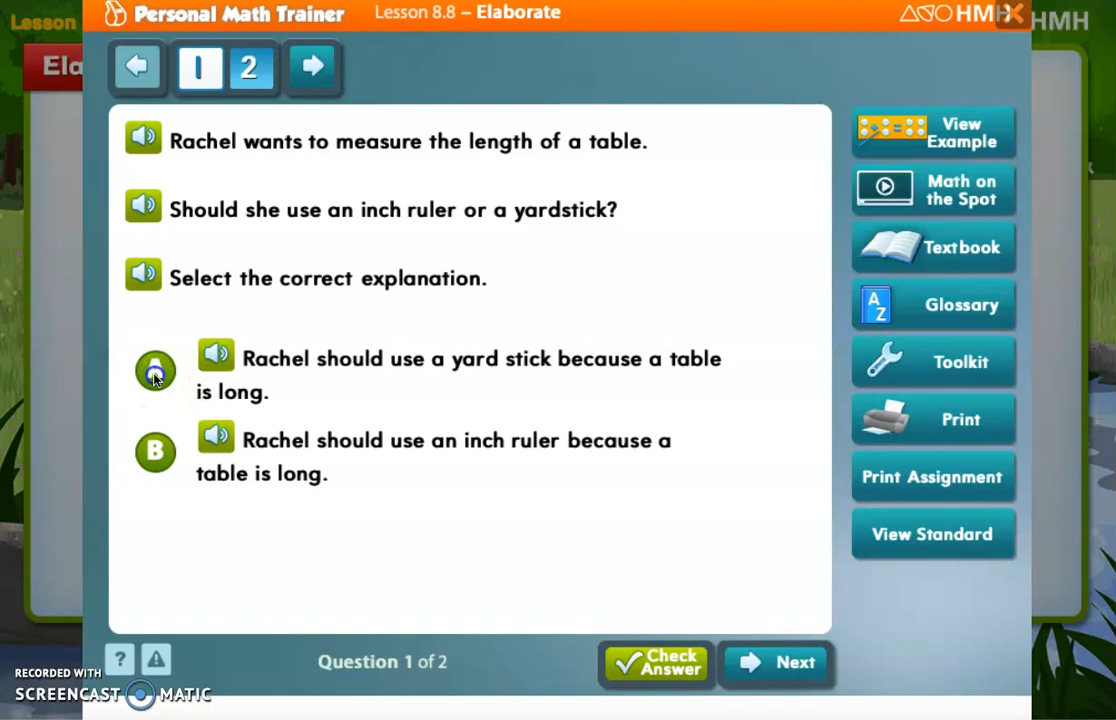 Lesson
Personal Math Trainer
Lesson 8.8 – Elaborate
HMH
HMH
Ela
1 2
Rachel wants to measure the length of a table.
Should she use an inch ruler or a yardstick?
Select the correct explanation.
A Rachel should use a yard stick because a table
is long.
B Rachel should use an inch ruler because a
table is long.
View
Example
Math on
the Spot
Textbook
A
Z
Glossary
Toolkit
Print
Print Assignment
View Standard
?
Question 1 of 2
Check
Answer
Next
RECORDED WITH
SCREENCAST MATIC